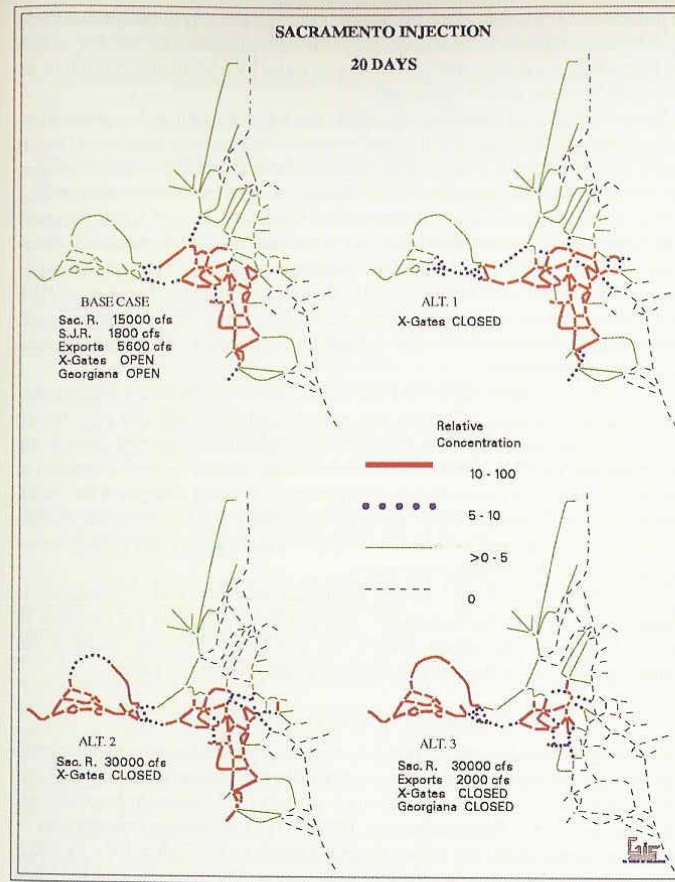 SACRAMENTO INJECTION
20 DAYS
BASE CASE
Sac. R. 15000 cfs
S.J.R. 1800 cfs
Exports 5600 cfs
X-Gates OPEN
Georgiana OPEN
ALT. 1
X-Gates CLOSED
Relative
Concentration
10 - 100
5 - 10
>0 - 5
0
ALT. 2
Sac. R. 30000 cfs
X-Gates CLOSED
ALT. 3
Sac. R. 30000 cfs
Exports 2000 cfs
X-Gates CLOSED
Georgiana CLOSED